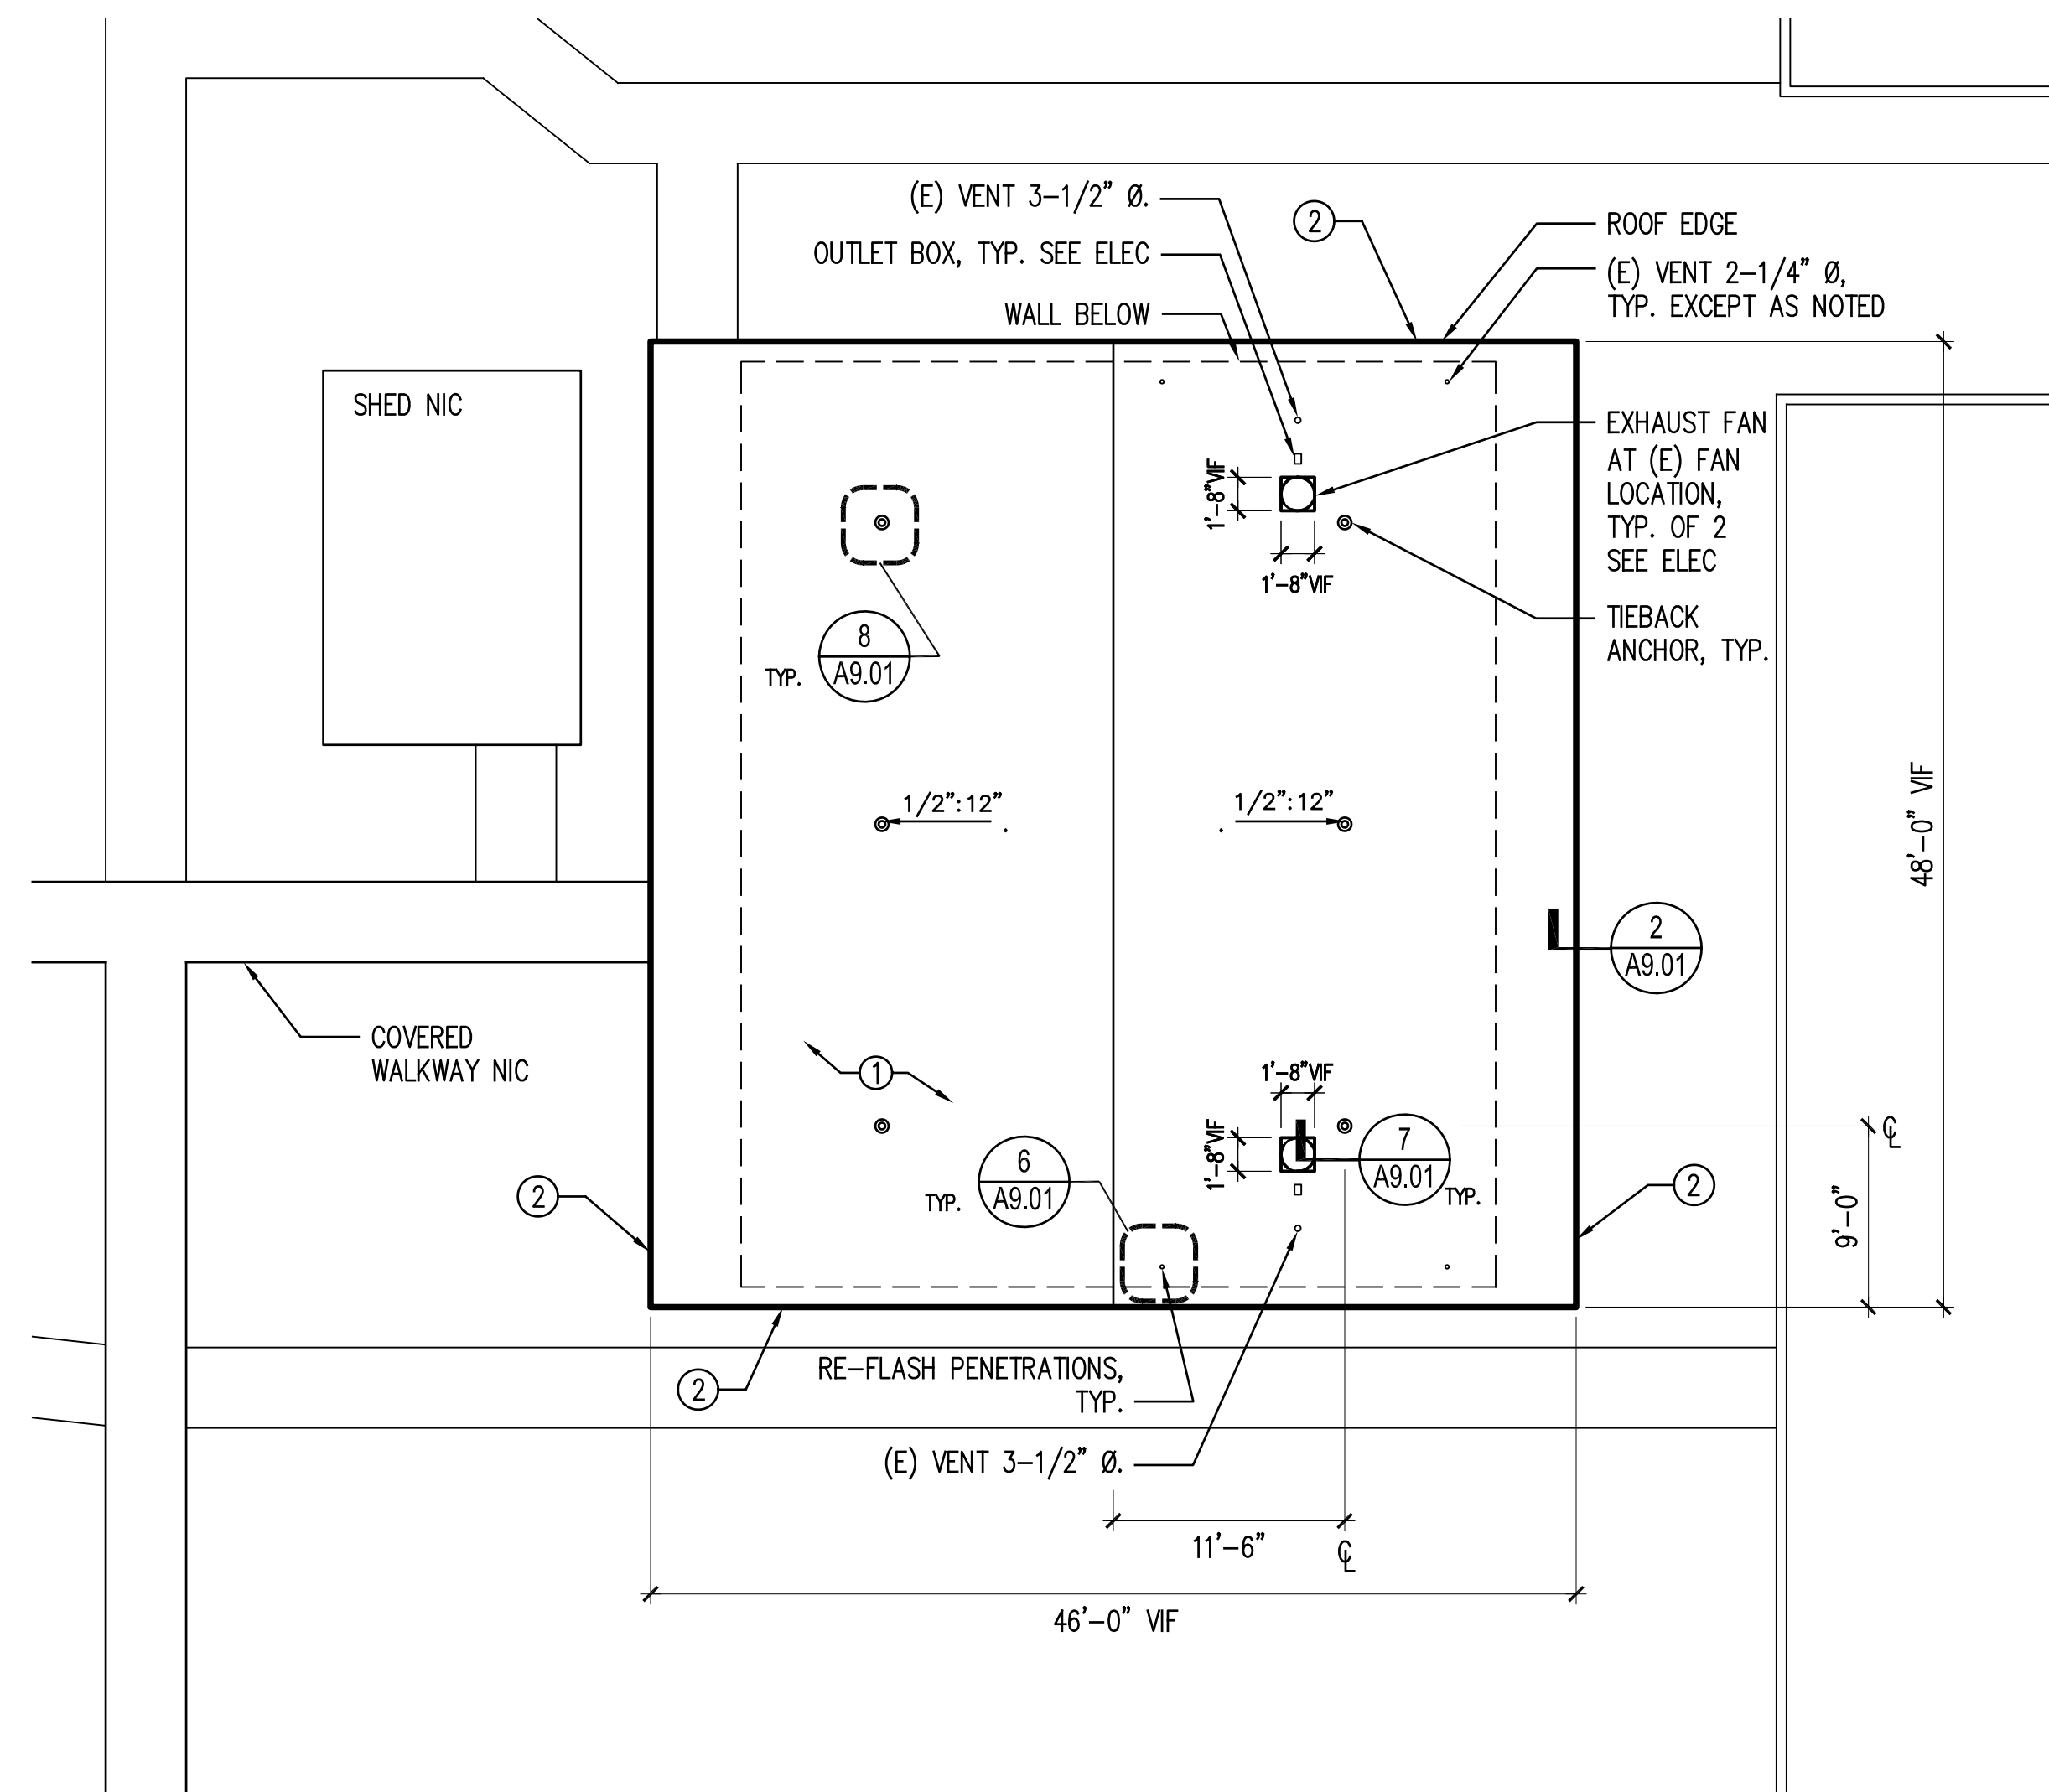 (E) VENT 3-1/2" Ø.
2
ROOF EDGE
OUTLET BOX, TYP. SEE ELEC
(E) VENT 2-1/4" Ø,
TYP. EXCEPT AS NOTED
WALL BELOW
SHED NIC
EXHAUST FAN
AT (E) FAN
LOCATION,
TYP. OF 2
SEE ELEC
1'-8"VIF
1'-8"VIF
TIEBACK
ANCHOR, TYP.
8
A9.01
TYP.
1/2":12"
1/2":12"
48'-0" VIF
2
A9.01
COVERED
WALKWAY NIC
1
1'-8"VIF
1'-8"VIF
7
A9.01
TYP.
6
A9.01
TYP.
℄
9'-0"
2
2
2
RE-FLASH PENETRATIONS,
TYP.
(E) VENT 3-1/2" Ø.
11'-6"
℄
46'-0" VIF